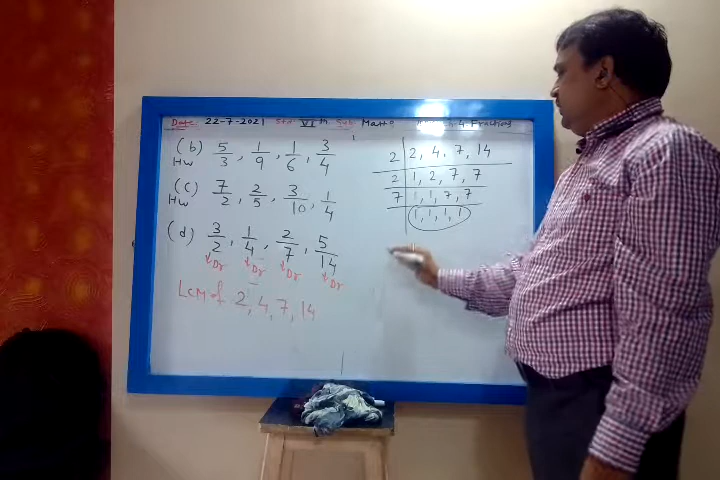 Date 22-7-2021 Std VIth Sub Maths 4 Fraction
(b) 5/3, 1/9, 1/6, 3/4
HW
(C) 7/2, 2/5, 3/10, 1/4
HW
(d) 3/2, 1/4, 2/7, 5/14
Dr Dr Dr Dr
LCM of 2, 4, 7, 14
2 | 2, 4, 7, 14
2 | 1, 2, 7, 7
7 | 1, 1, 7, 7
1, 1, 1, 1